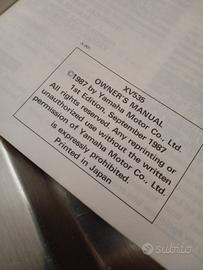 XV535
OWNER'S MANUAL
©1987 by Yamaha Motor Co., Ltd.
1st Edition, September 1987
All rights reserved. Any reprinting or
unauthorized use without the written
permission of Yamaha Motor Co., Ltd.
is expressly prohibited.
Printed in Japan
subito